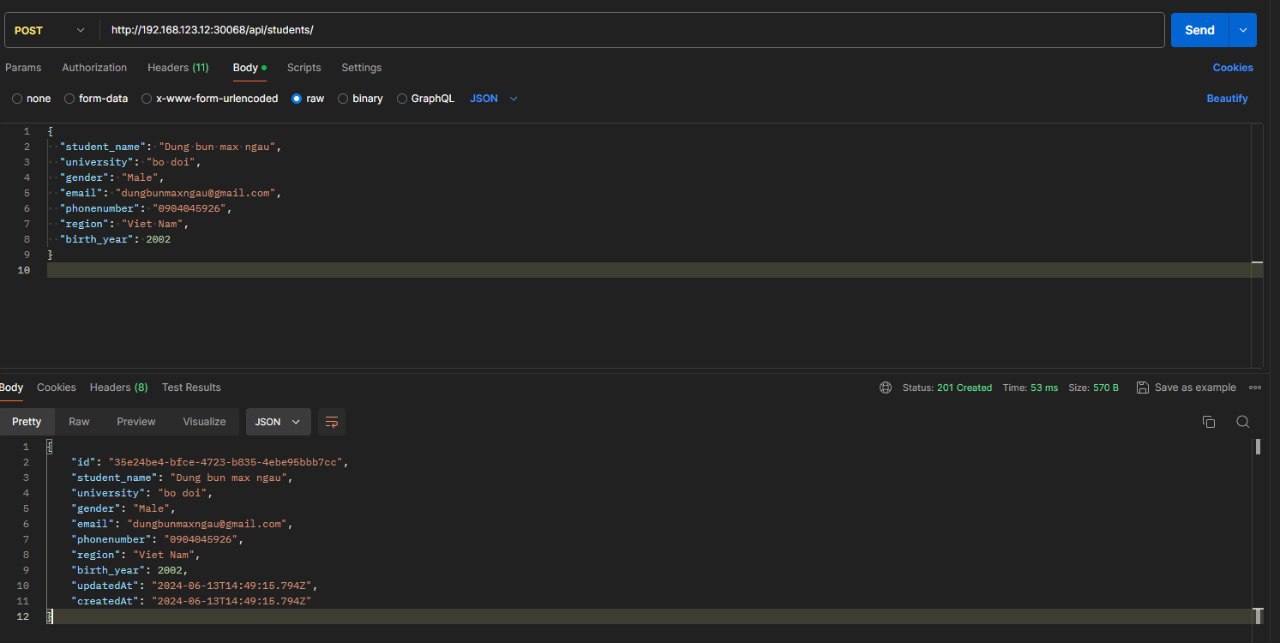 POST http://192.168.123.12:30068/api/students/ Send
Params Authorization Headers (11) Body Scripts Settings Cookies
none form-data x-www-form-urlencoded raw binary GraphQL JSON Beautify
1 {
2 "student_name": "Dung bun max ngau",
3 "university": "bo doi",
4 "gender": "Male",
5 "email": "dungbunmaxngau@gmail.com",
6 "phonenumber": "0904045926",
7 "region": "Viet Nam",
8 "birth_year": 2002
9 }
10
Body Cookies Headers (8) Test Results Status: 201 Created Time: 53 ms Size: 570 B Save as example
Pretty Raw Preview Visualize JSON
1 {
2 "id": "35e24be4-bfce-4723-b835-4ebe95bbb7cc",
3 "student_name": "Dung bun max ngau",
4 "university": "bo doi",
5 "gender": "Male",
6 "email": "dungbunmaxngau@gmail.com",
7 "phonenumber": "0904045926",
8 "region": "Viet Nam",
9 "birth_year": 2002,
10 "updatedAt": "2024-06-13T14:49:15.794Z",
11 "createdAt": "2024-06-13T14:49:15.794Z"
12 }